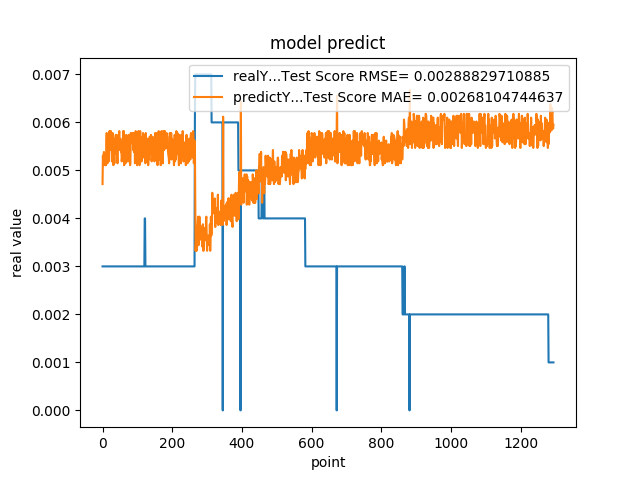 model predict
realY...Test Score RMSE= 0.00288829710885
predictY...Test Score MAE= 0.00268104744637
0.007
0.006
0.005
0.004
0.003
0.002
0.001
0.000
real value
0 200 400 600 800 1000 1200
point